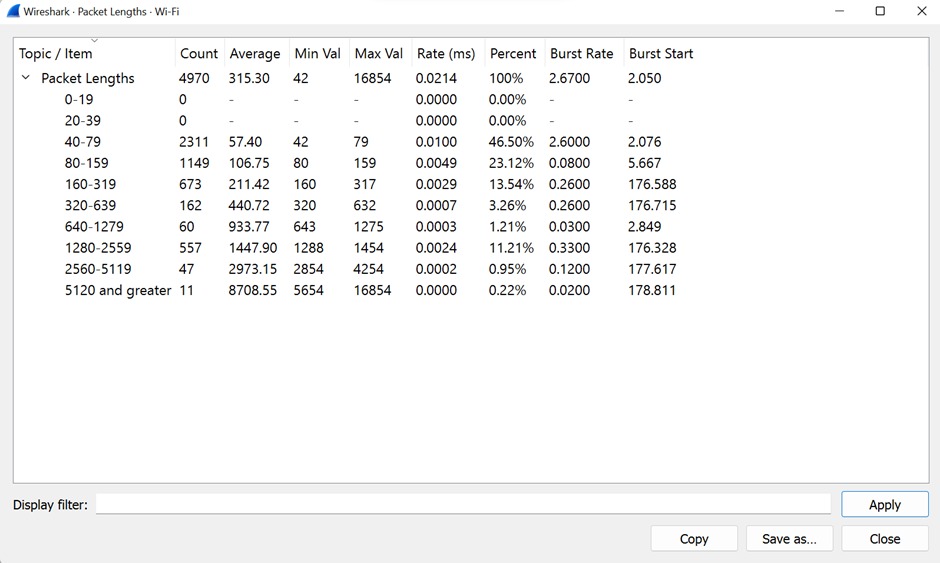 Wireshark · Packet Lengths · Wi-Fi
Topic / Item Count Average Min Val Max Val Rate (ms) Percent Burst Rate Burst Start
Packet Lengths 4970 315.30 42 16854 0.0214 100% 2.6700 2.050
0-19 0 - - - 0.0000 0.00% - -
20-39 0 - - - 0.0000 0.00% - -
40-79 2311 57.40 42 79 0.0100 46.50% 2.6000 2.076
80-159 1149 106.75 80 159 0.0049 23.12% 0.0800 5.667
160-319 673 211.42 160 317 0.0029 13.54% 0.2600 176.588
320-639 162 440.72 320 632 0.0007 3.26% 0.2600 176.715
640-1279 60 933.77 643 1275 0.0003 1.21% 0.0300 2.849
1280-2559 557 1447.90 1288 1454 0.0024 11.21% 0.3300 176.328
2560-5119 47 2973.15 2854 4254 0.0002 0.95% 0.1200 177.617
5120 and greater 11 8708.55 5654 16854 0.0000 0.22% 0.0200 178.811
Display filter: Apply
Copy Save as... Close